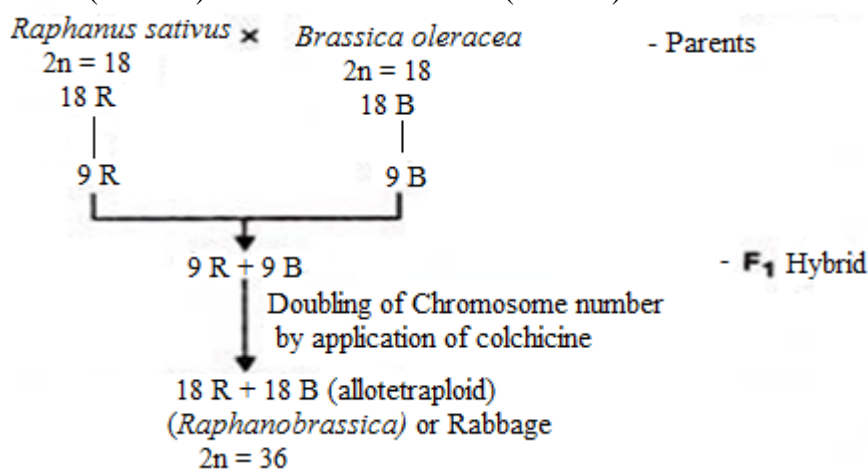 Raphanus sativus × Brassica oleracea - Parents
2n = 18 2n = 18
18 R 18 B
9 R 9 B
9 R + 9 B - F₁ Hybrid
Doubling of Chromosome number
by application of colchicine
18 R + 18 B (allotetraploid)
(Raphanobrassica) or Rabbage
2n = 36